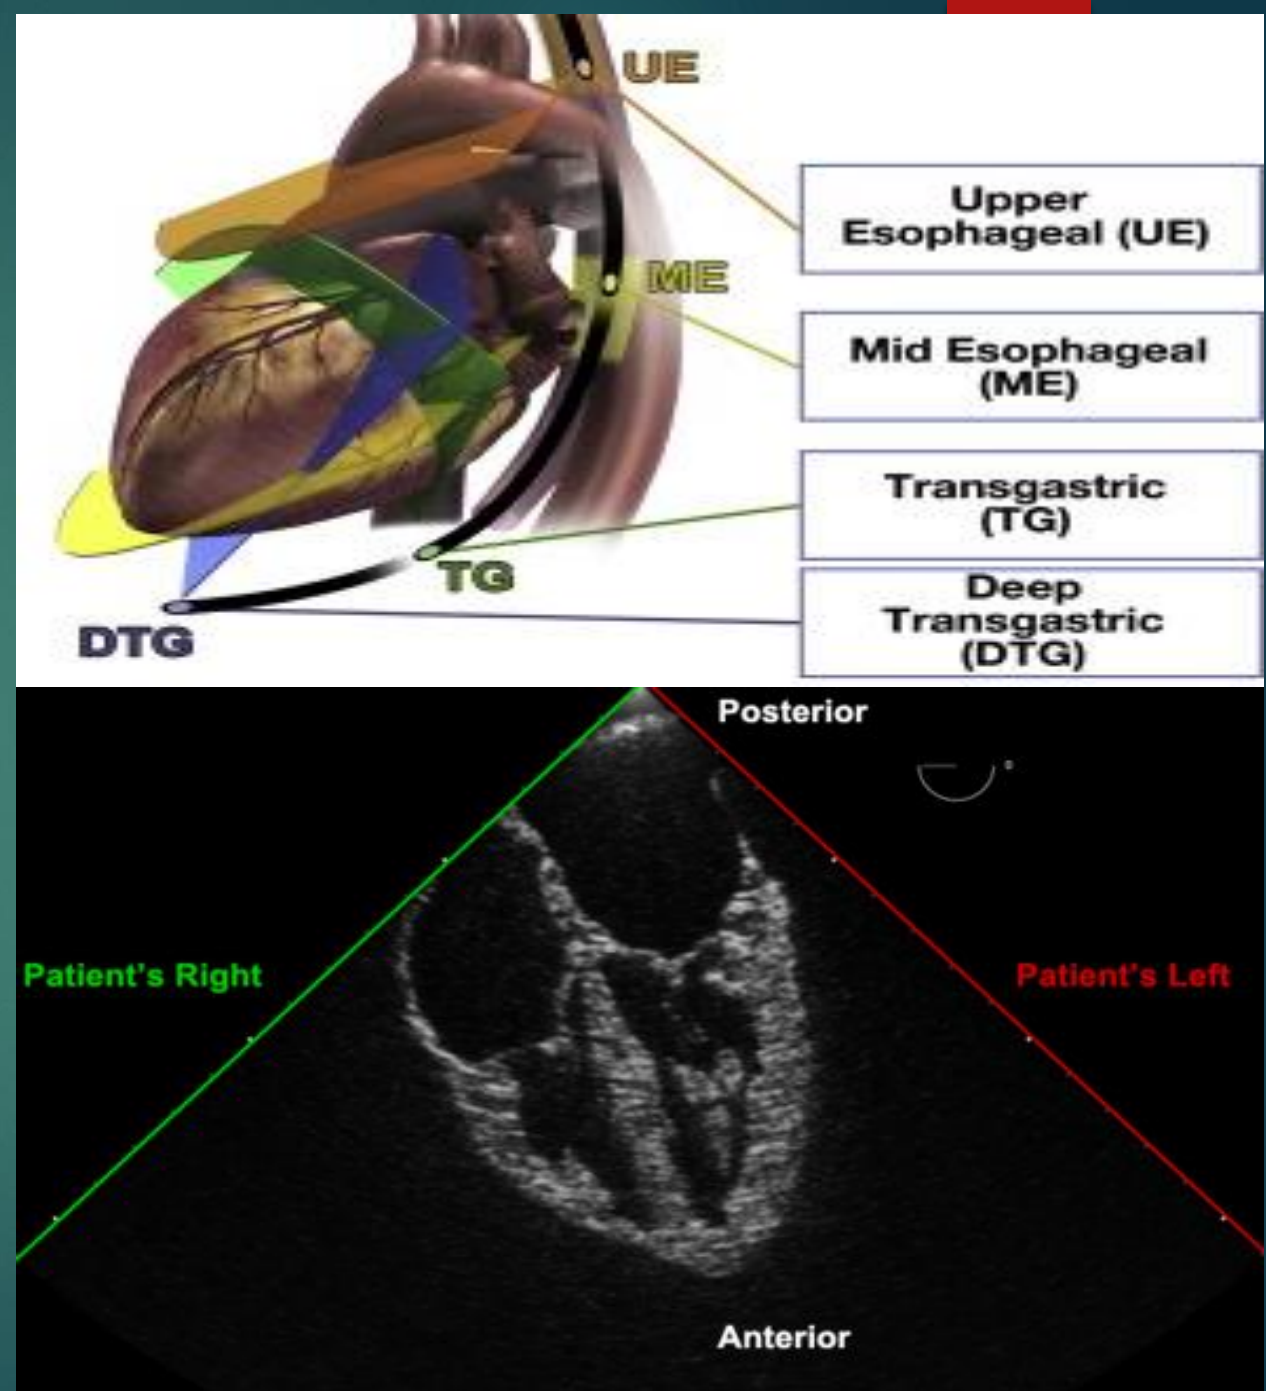 UE
Upper
Esophageal (UE)
ME
Mid Esophageal
(ME)
Transgastric
(TG)
TG
Deep
Transgastric
(DTG)
DTG
Posterior
°
Patient's Right
Patient's Left
Anterior